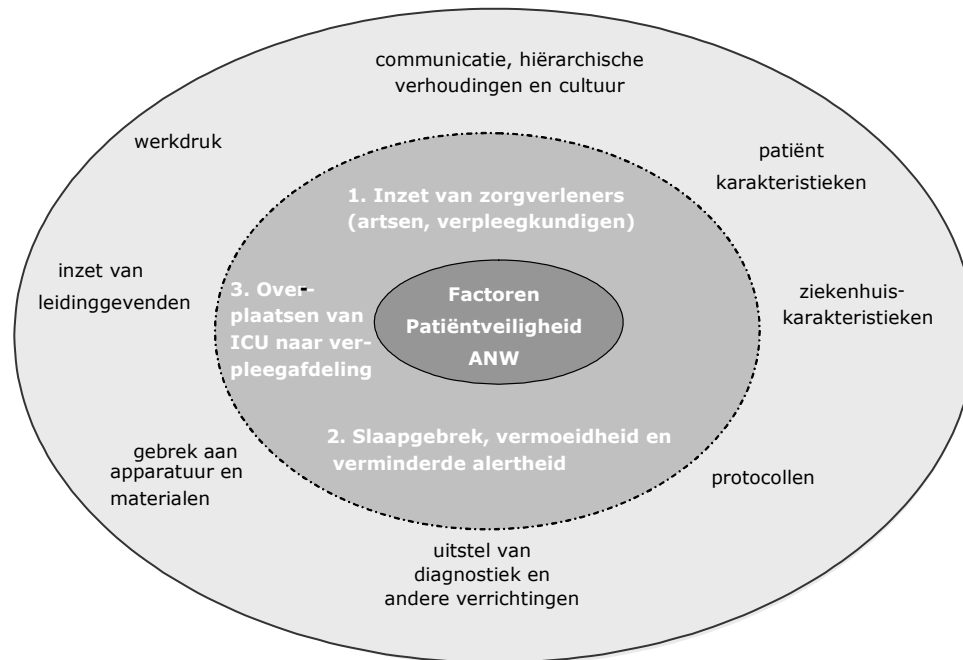 communicatie, hiërarchische
verhoudingen en cultuur
werkdruk
patiënt
karakteristieken
1. Inzet van zorgverleners
(artsen, verpleegkundigen)
inzet van
leidinggevenden
3. Over-
plaatsen van
ICU naar ver-
pleegafdeling
Factoren
Patiëntveiligheid
ANW
ziekenhuis-
karakteristieken
2. Slaapgebrek, vermoeidheid en
verminderde alertheid
gebrek aan
apparatuur en
materialen
protocollen
uitstel van
diagnostiek en
andere verrichtingen